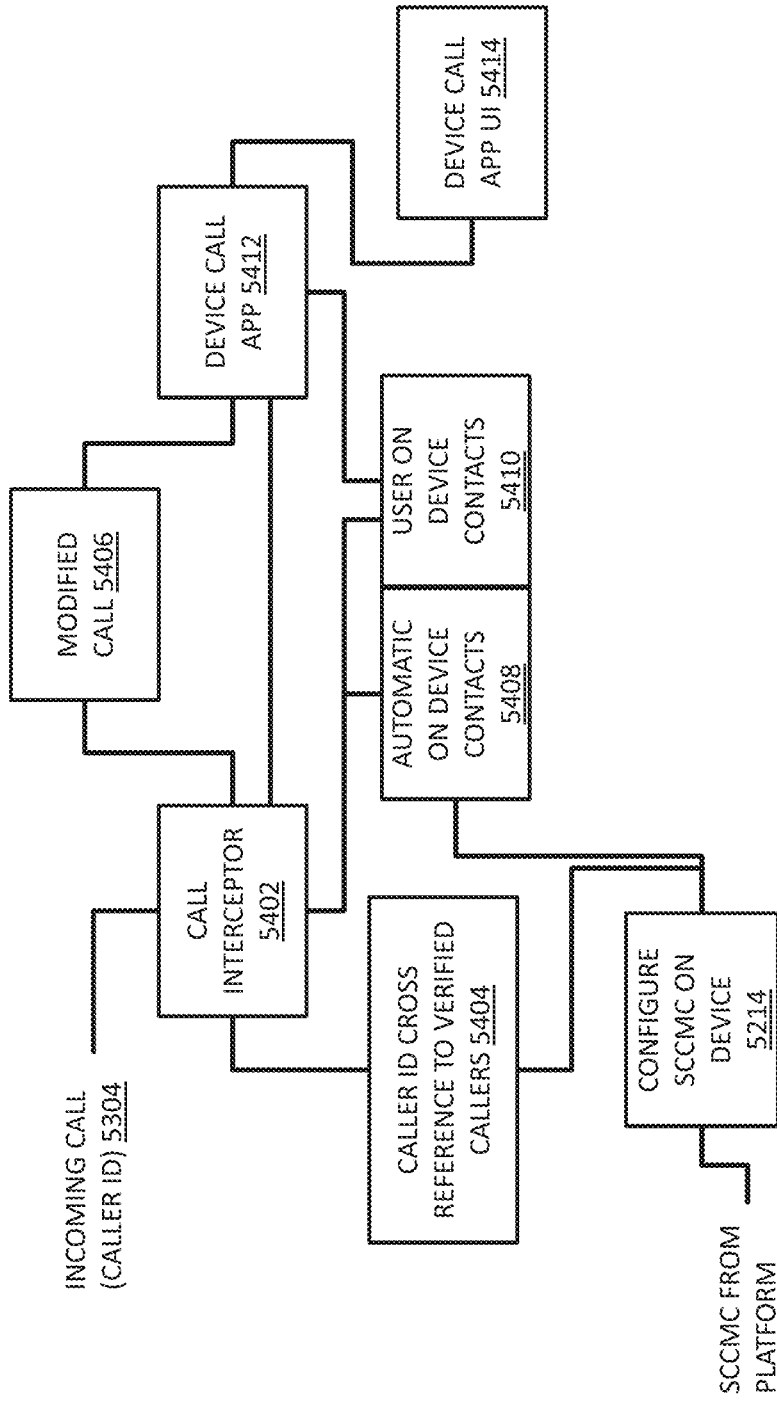 INCOMING CALL
(CALLER ID) 5304
CALL
INTERCEPTOR
5402
MODIFIED
CALL 5406
DEVICE CALL
APP 5412
DEVICE CALL
APP UI 5414
CALLER ID CROSS
REFERENCE TO VERIFIED
CALLERS 5404
AUTOMATIC
ON DEVICE
CONTACTS
5408
USER ON
DEVICE
CONTACTS
5410
CONFIGURE
SCCMC ON
DEVICE
5214
SCCMC FROM
PLATFORM